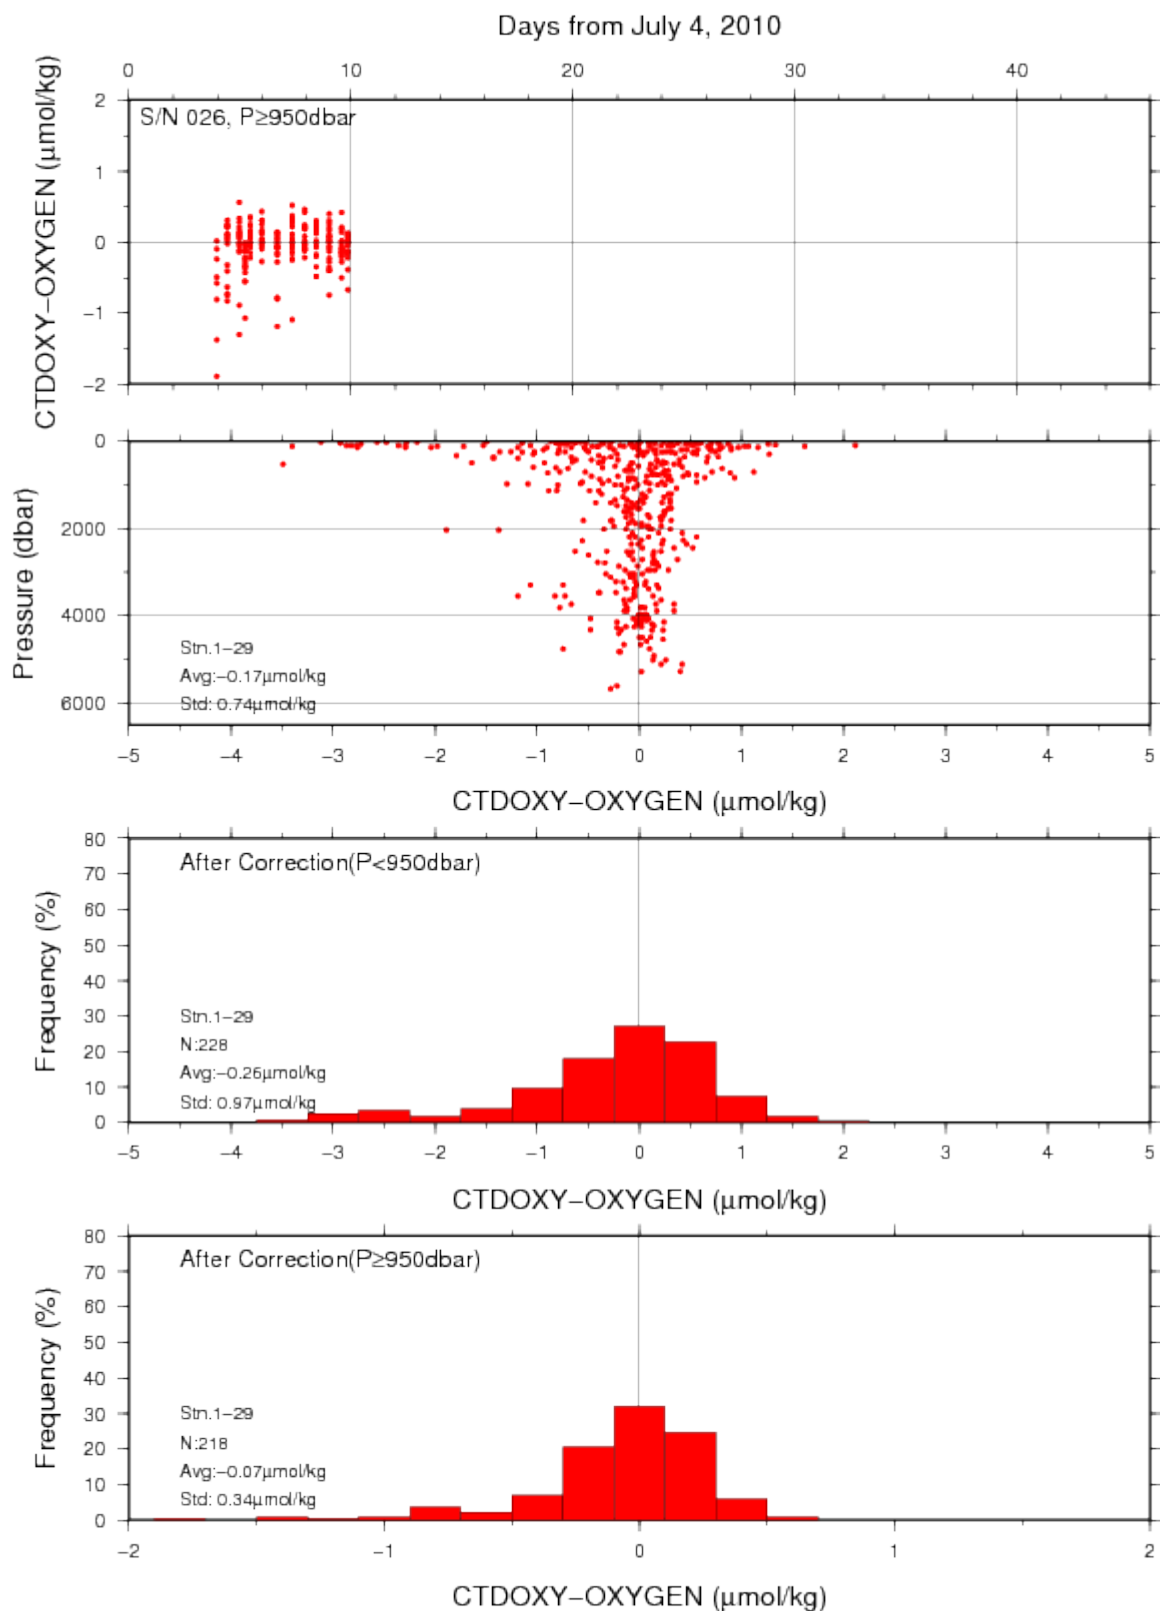 Days from July 4, 2010
0 10 20 30 40
CTDOXY−OXYGEN (μmol/kg)
2
1
0
−1
−2
S/N 026, P≥950dbar
Pressure (dbar)
0
2000
4000
6000
Stn.1−29
Avg:−0.17μmol/kg
Std: 0.74μmol/kg
−5 −4 −3 −2 −1 0 1 2 3 4 5
CTDOXY−OXYGEN (μmol/kg)
Frequency (%)
80
70
60
50
40
30
20
10
0
After Correction(P<950dbar)
Stn.1−29
N:228
Avg:−0.26μmol/kg
Std: 0.97μmol/kg
−5 −4 −3 −2 −1 0 1 2 3 4 5
CTDOXY−OXYGEN (μmol/kg)
Frequency (%)
80
70
60
50
40
30
20
10
0
After Correction(P≥950dbar)
Stn.1−29
N:218
Avg:−0.07μmol/kg
Std: 0.34μmol/kg
−2 −1 0 1 2
CTDOXY−OXYGEN (μmol/kg)